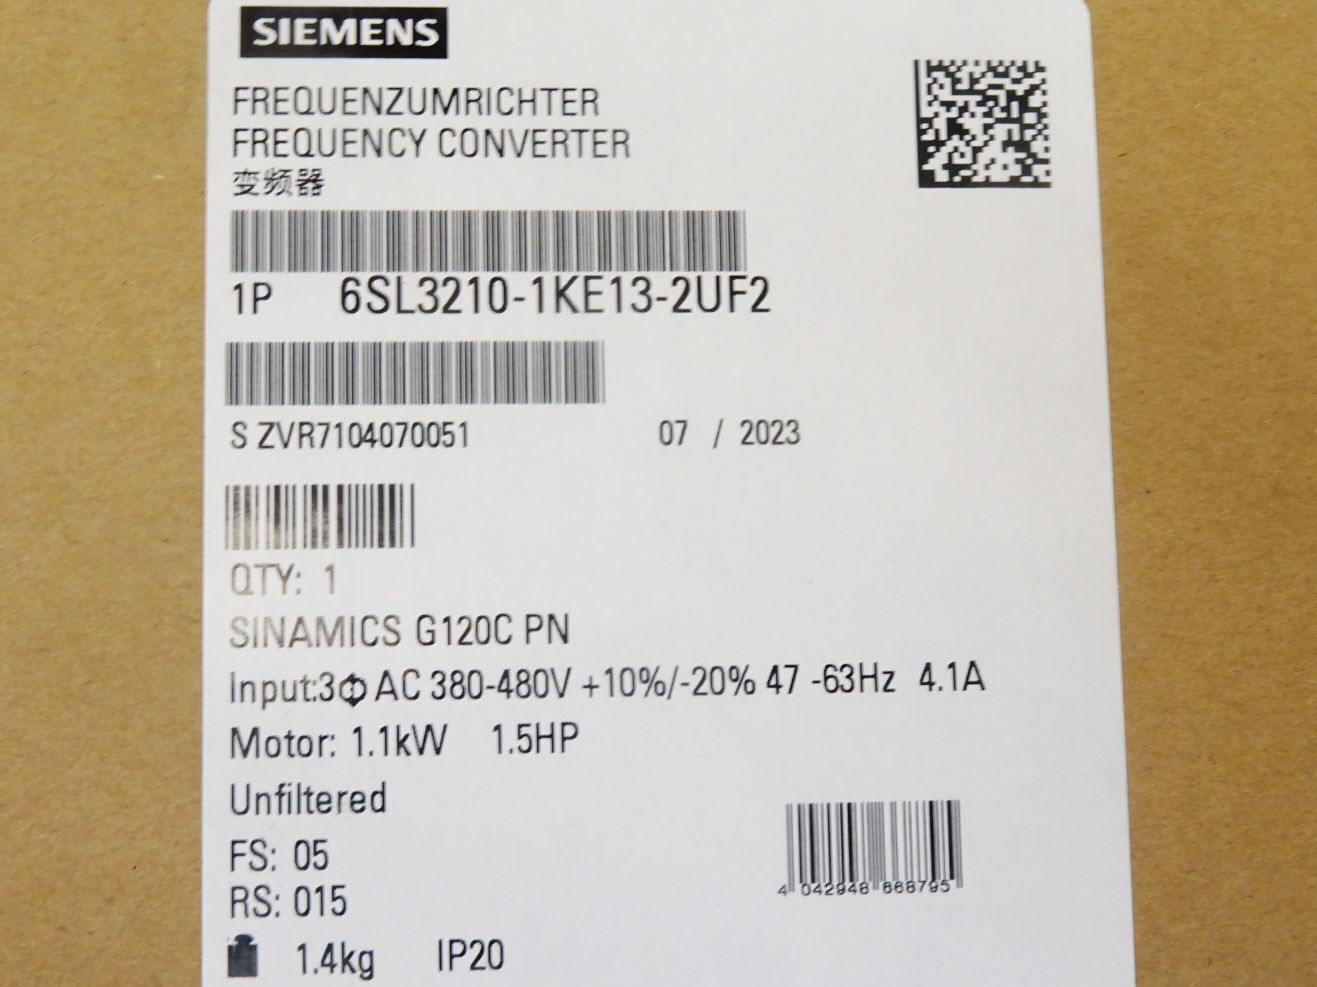 SIEMENS
FREQUENZUMRICHTER
FREQUENCY CONVERTER
变频器
1P 6SL3210-1KE13-2UF2
S ZVR7104070051 07 / 2023
QTY: 1
SINAMICS G120C PN
Input:3Φ AC 380-480V +10%/-20% 47 -63Hz 4.1A
Motor: 1.1kW 1.5HP
Unfiltered
FS: 05
RS: 015
4 042948 668795
1.4kg IP20